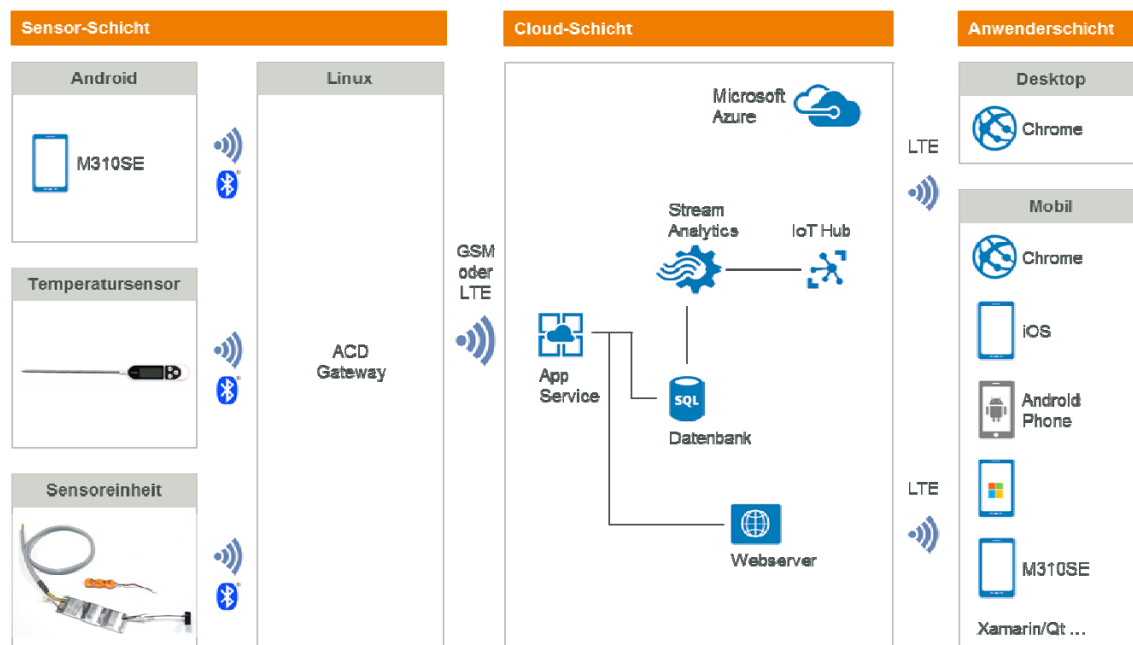 Sensor-Schicht
Android
M310SE
Temperatursensor
Sensoreinheit
Linux
ACD
Gateway
GSM
oder
LTE
Cloud-Schicht
Microsoft
Azure
Stream
Analytics
IoT Hub
App
Service
SQL
Datenbank
Webserver
LTE
LTE
Anwenderschicht
Desktop
Chrome
Mobil
Chrome
iOS
Android
Phone
M310SE
Xamarin/Qt ...